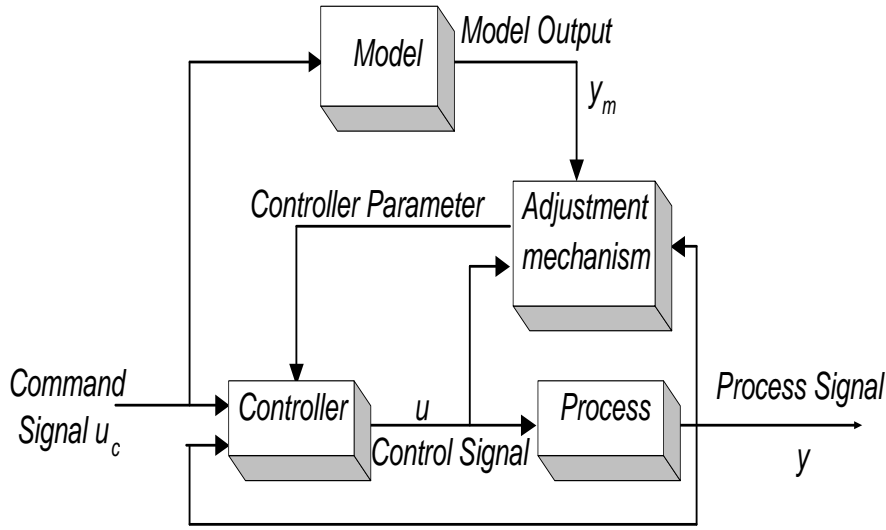 Model
Model Output
y_m
Controller Parameter
Adjustment
mechanism
Command
Signal u_c
Controller
u
Control Signal
Process
Process Signal
y